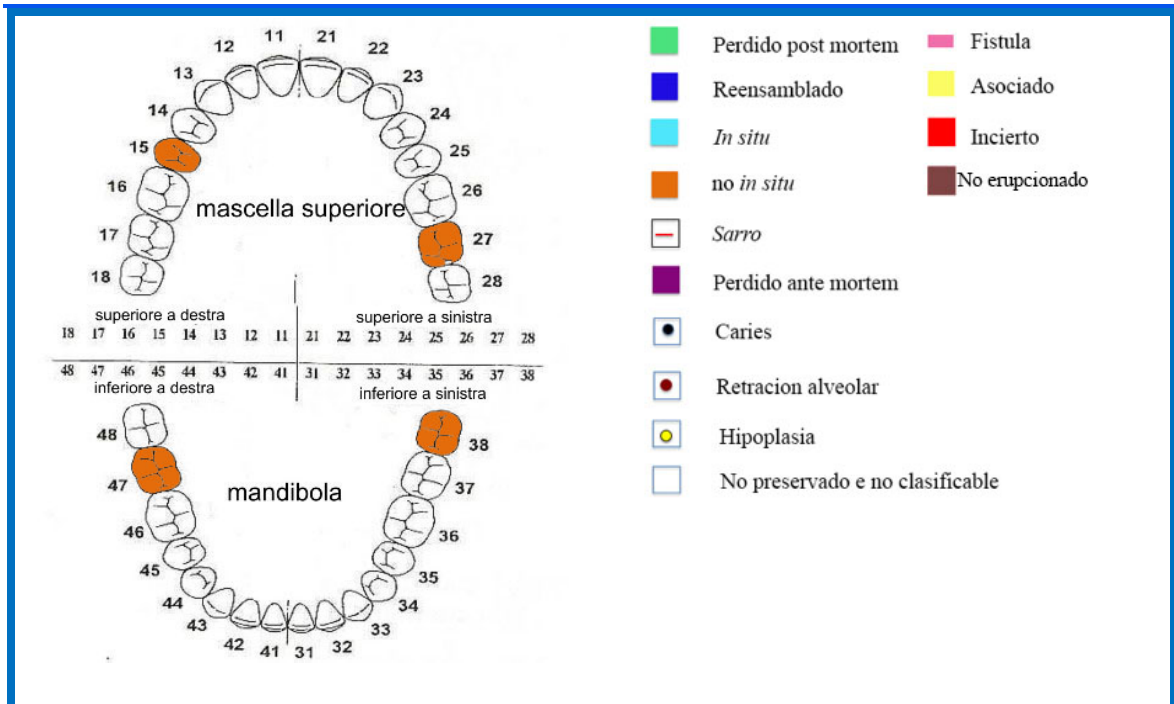 11 21
12 22
13 23
14 24
15 25
16 26
mascella superiore
17 27
18 28
superiore a destra superiore a sinistra
18 17 16 15 14 13 12 11 21 22 23 24 25 26 27 28
48 47 46 45 44 43 42 41 31 32 33 34 35 36 37 38
inferiore a destra inferiore a sinistra
48 38
47 37
mandibola
46 36
45 35
44 34
43 33
42 41 31 32
Perdido post mortem
Reensamblado
In situ
no in situ
Sarro
Perdido ante mortem
Caries
Retracion alveolar
Hipoplasia
No preservado e no clasificable
Fistula
Asociado
Incierto
No erupcionado